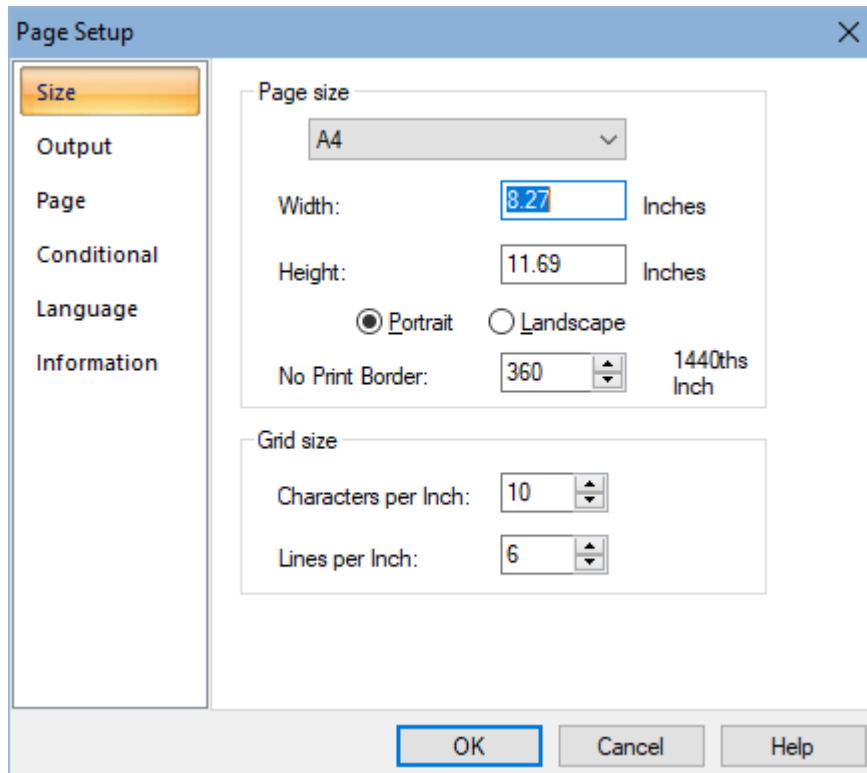 Page Setup
Size
Output
Page
Conditional
Language
Information
Page size
A4
Width: 8.27 Inches
Height: 11.69 Inches
Portrait Landscape
No Print Border: 360 1440ths
Inch
Grid size
Characters per Inch: 10
Lines per Inch: 6
OK Cancel Help